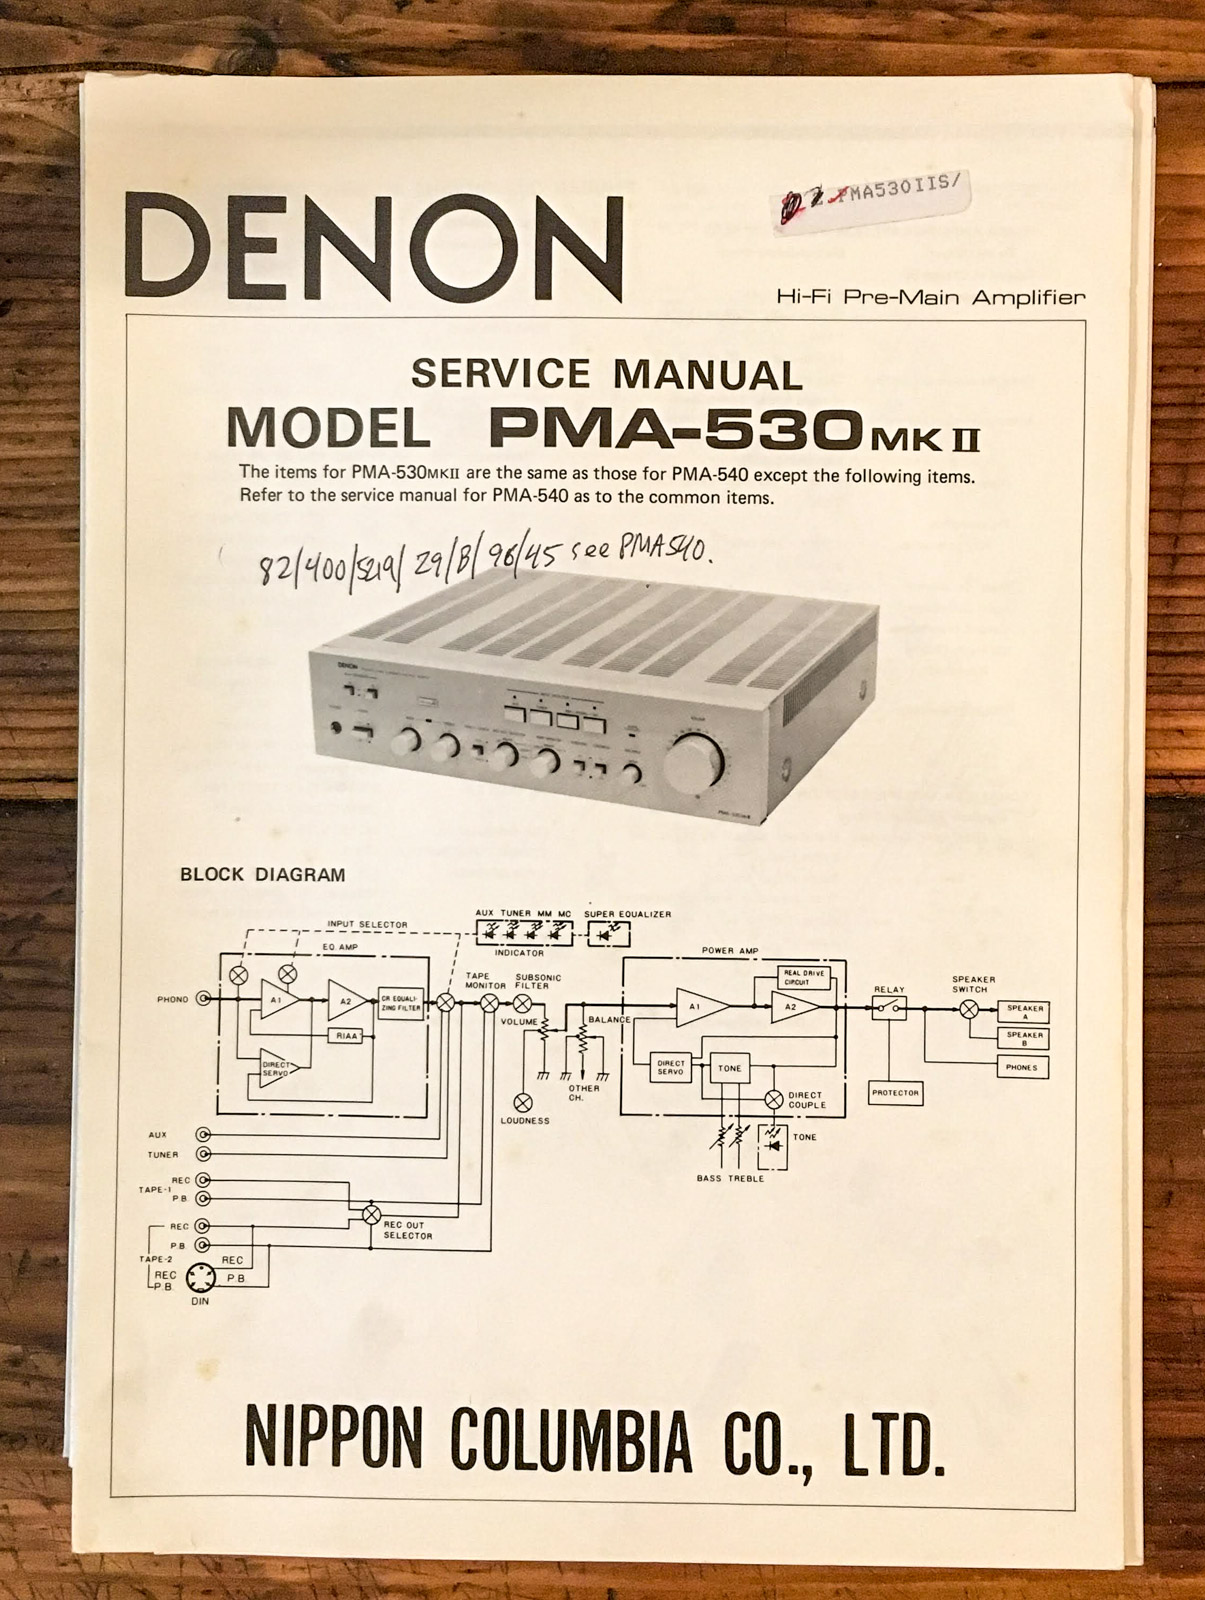 DENON
PMA530IIS/
Hi-Fi Pre-Main Amplifier
SERVICE MANUAL
MODEL PMA-530 MK II
The items for PMA-530MKII are the same as those for PMA-540 except the following items.
Refer to the service manual for PMA-540 as to the common items.
82/400/529/ 29/B/ 96/45 see PMA540.
DENON
BLOCK DIAGRAM
AUX TUNER MM MC
SUPER EQUALIZER
INPUT SELECTOR
INDICATOR
EQ AMP
POWER AMP
TAPE
MONITOR
SUBSONIC
FILTER
REAL DRIVE
CIRCUIT
SPEAKER
SWITCH
RELAY
PHONO
A1
A2
CR EQUALI-
ZING FILTER
A1
A2
SPEAKER
A
VOLUME
BALANCE
RIAA
SPEAKER
B
DIRECT
SERVO
DIRECT
SERVO
TONE
PHONES
OTHER
CH.
DIRECT
COUPLE
PROTECTOR
LOUDNESS
AUX
TONE
TUNER
BASS TREBLE
REC
TAPE-1
P.B.
REC
REC OUT
SELECTOR
P.B.
TAPE-2
REC
REC
P.B.
P.B.
DIN
NIPPON COLUMBIA CO., LTD.